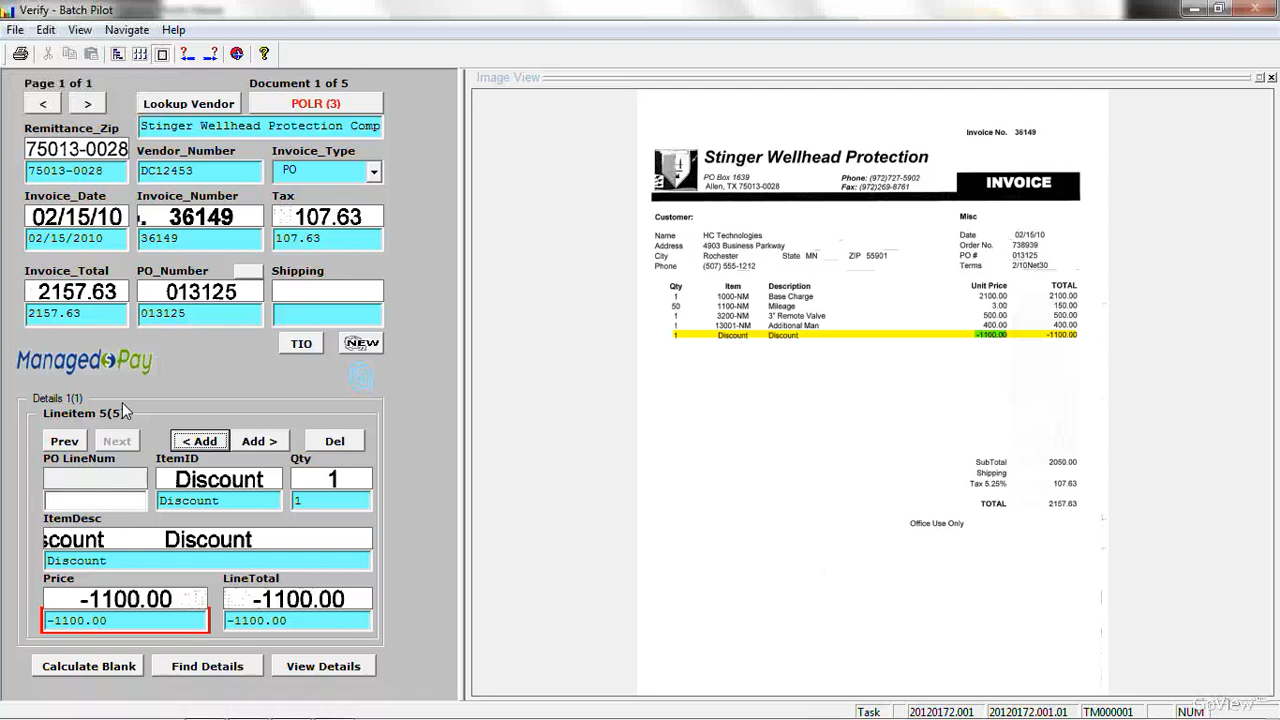 Verify - Batch Pilot
File Edit View Navigate Help
Page 1 of 1 Document 1 of 5
< > Lookup Vendor POLR (3)
Remittance_Zip Stinger Wellhead Protection Comp
75013-0028 Vendor_Number Invoice_Type
75013-0028 DC12453 PO
Invoice_Date Invoice_Number Tax
02/15/10 . 36149 107.63
02/15/2010 36149 107.63
Invoice_Total PO_Number Shipping
2157.63 013125
2157.63 013125
TIO NEW
Managed Pay
Details 1(1)
Lineitem 5(5
Prev Next < Add Add > Del
PO LineNum ItemID Qty
Discount 1
Discount 1
ItemDesc
scount Discount
Discount
Price LineTotal
-1100.00 -1100.00
-1100.00 -1100.00
Calculate Blank Find Details View Details
Image View
Invoice No. 36149
Stinger Wellhead Protection
PO Box 1639 Phone: (972)727-5902
Allen, TX 75013-0028 Fax: (972)269-8761
INVOICE
Customer: Misc
Name HC Technologies Date 02/15/10
Address 4903 Business Parkway Order No. 738939
City Rochester State MN ZIP 55901 PO # 013125
Phone (507) 555-1212 Terms 2/10Net30
Qty Item Description Unit Price TOTAL
1 1000-NM Base Charge 2100.00 2100.00
50 1100-NM Mileage 3.00 150.00
1 3200-NM 3" Remote Valve 500.00 500.00
1 13001-NM Additional Man 400.00 400.00
1 Discount Discount -1100.00 -1100.00
SubTotal 2050.00
Shipping
Tax 5.25% 107.63
TOTAL 2157.63
Office Use Only
GoView
Task 20120172.001 20120172.001.01 TM000001 NUM